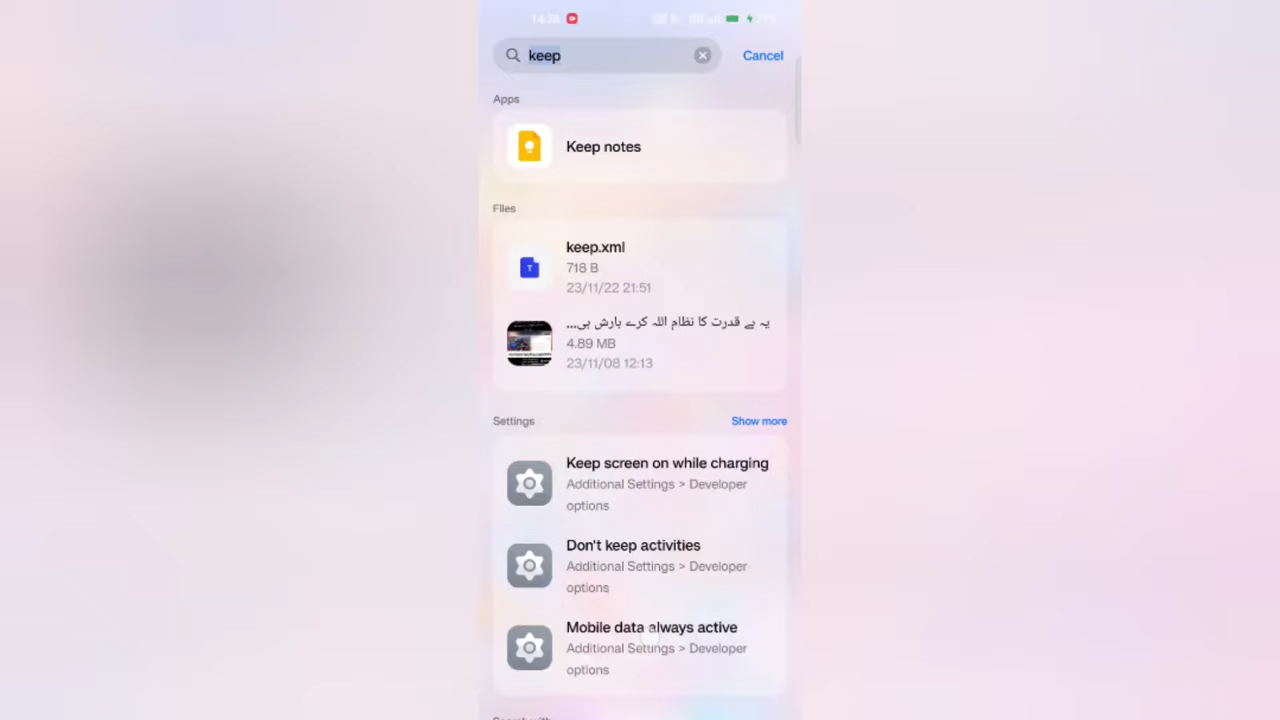 14:38
keep
Cancel
Apps
Keep notes
Files
keep.xml
718 B
23/11/22 21:51
یہ ہے قدرت کا نظام اللہ کرے بارش ہی...
4.89 MB
23/11/08 12:13
Settings
Show more
Keep screen on while charging
Additional Settings > Developer
options
Don't keep activities
Additional Settings > Developer
options
Mobile data always active
Additional Settings > Developer
options